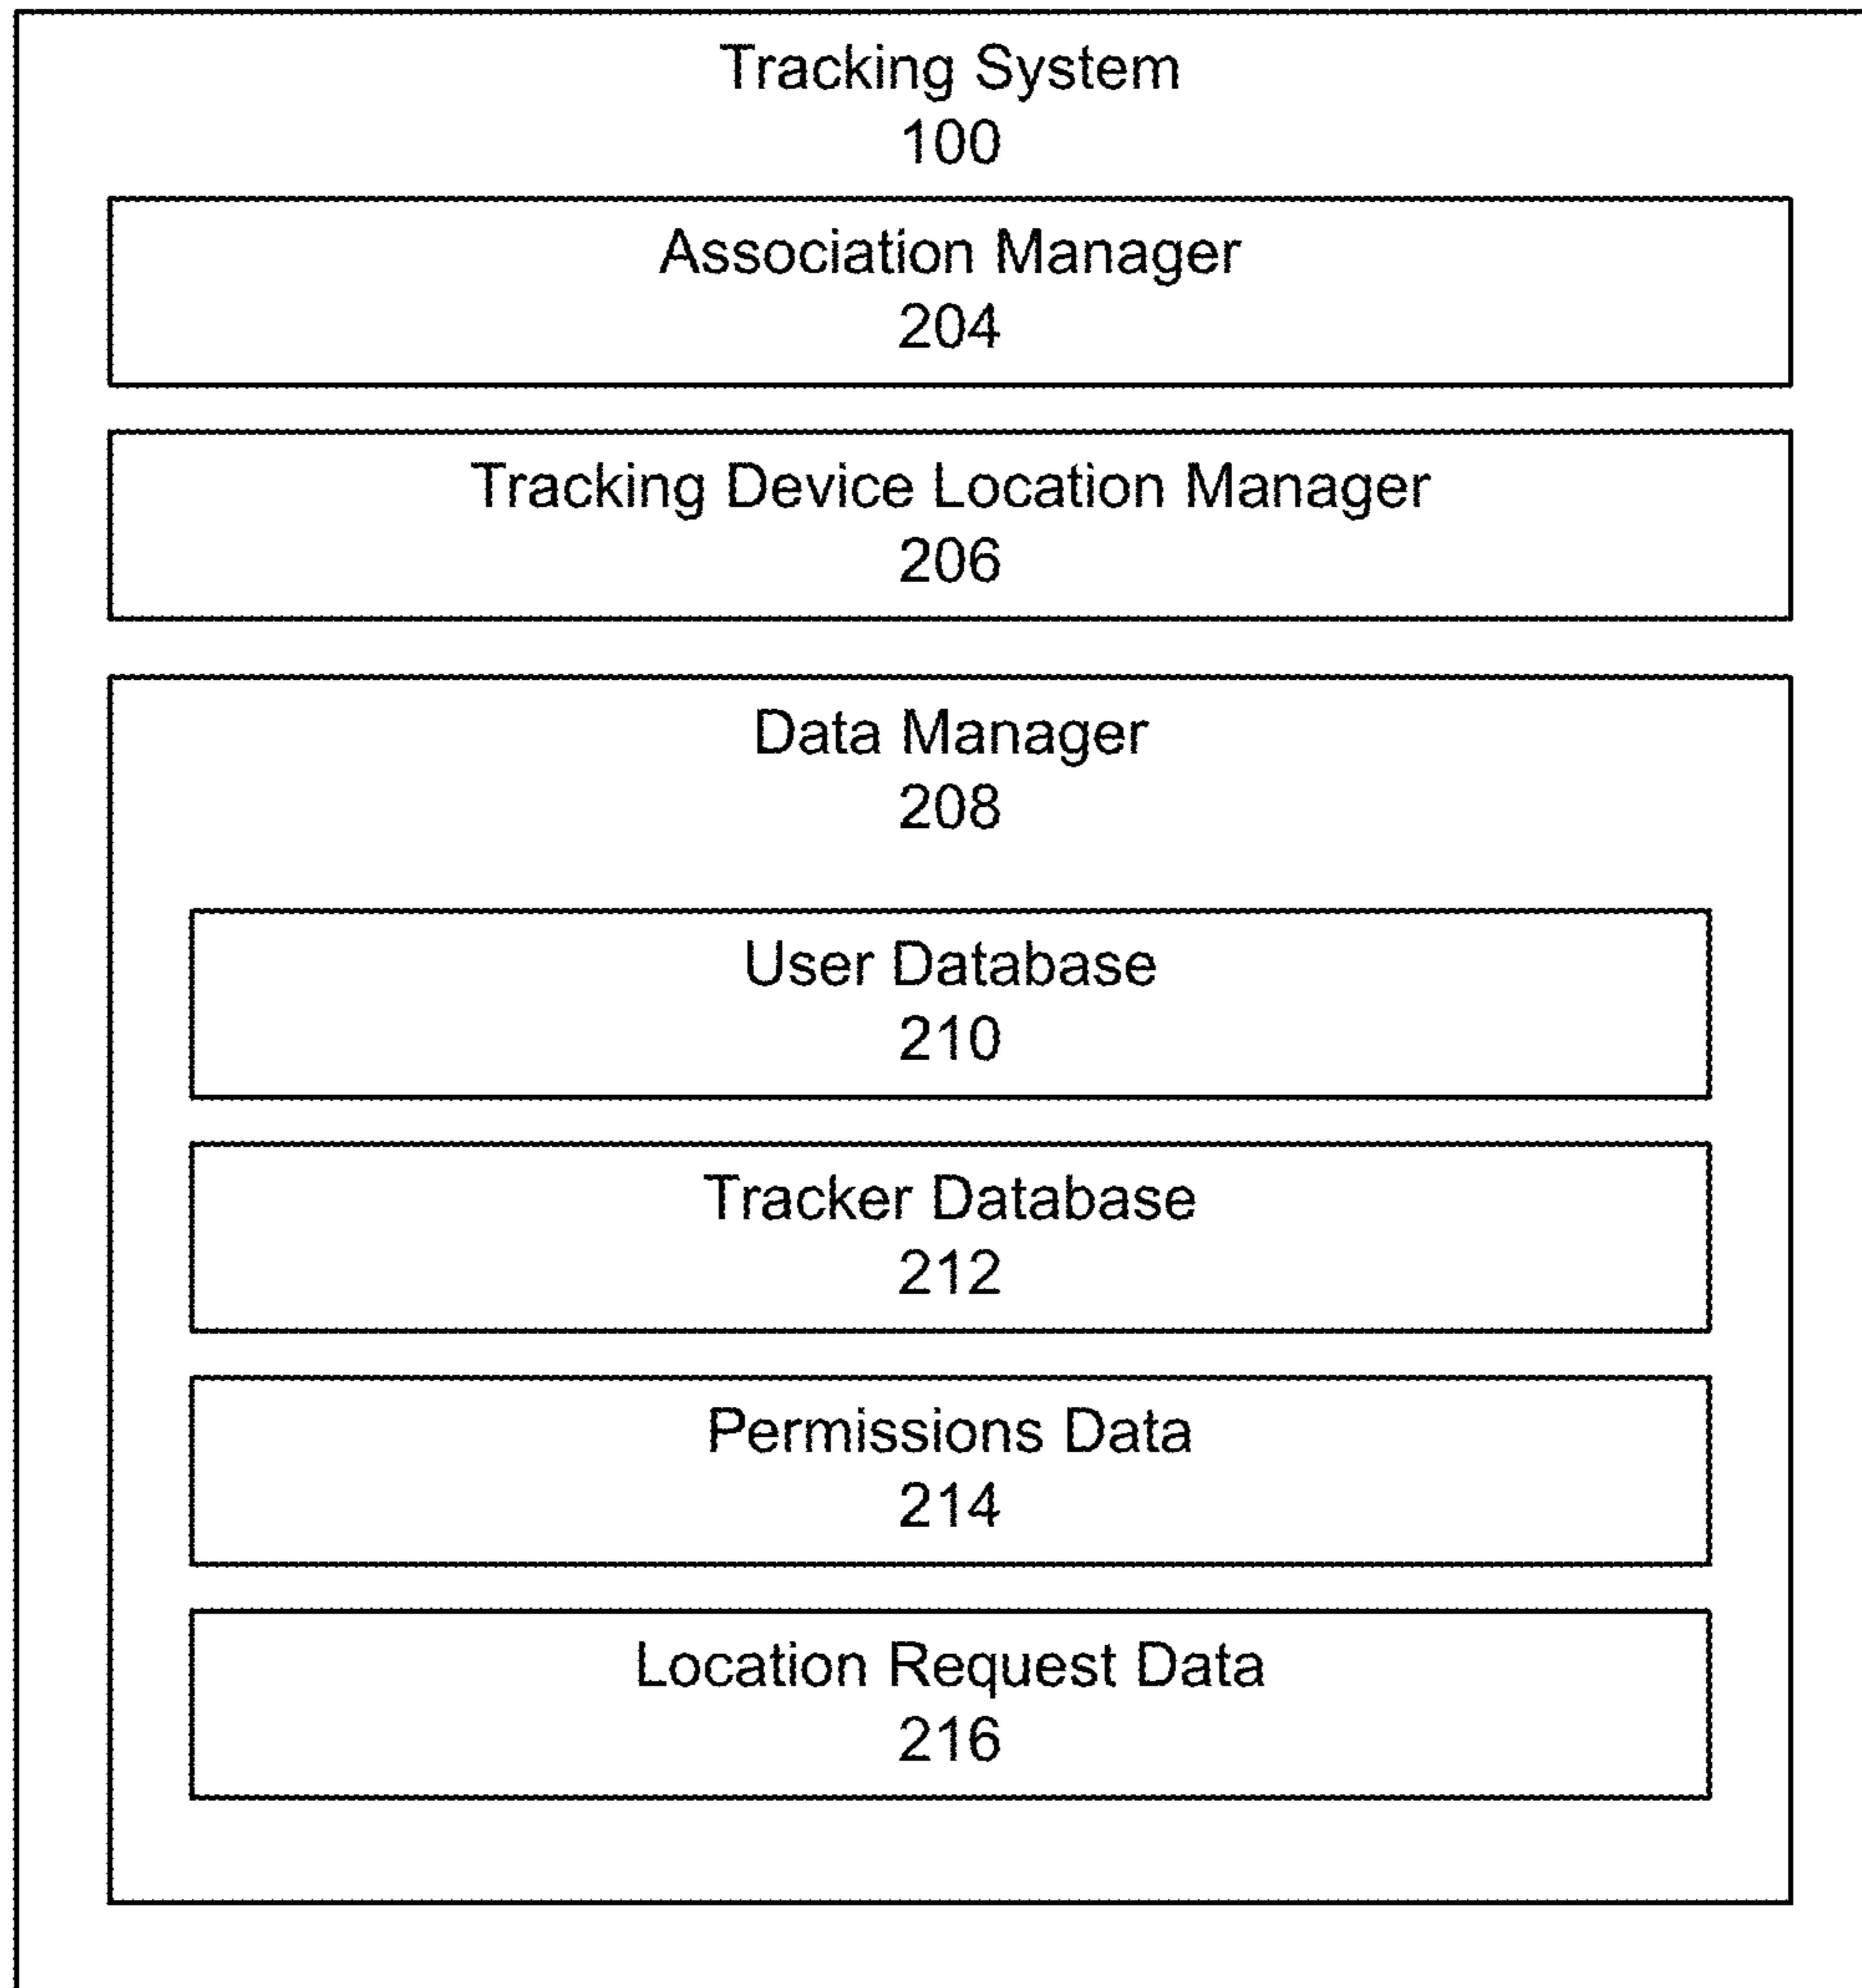 Tracking System
100
Association Manager
204
Tracking Device Location Manager
206
Data Manager
208
User Database
210
Tracker Database
212
Permissions Data
214
Location Request Data
216